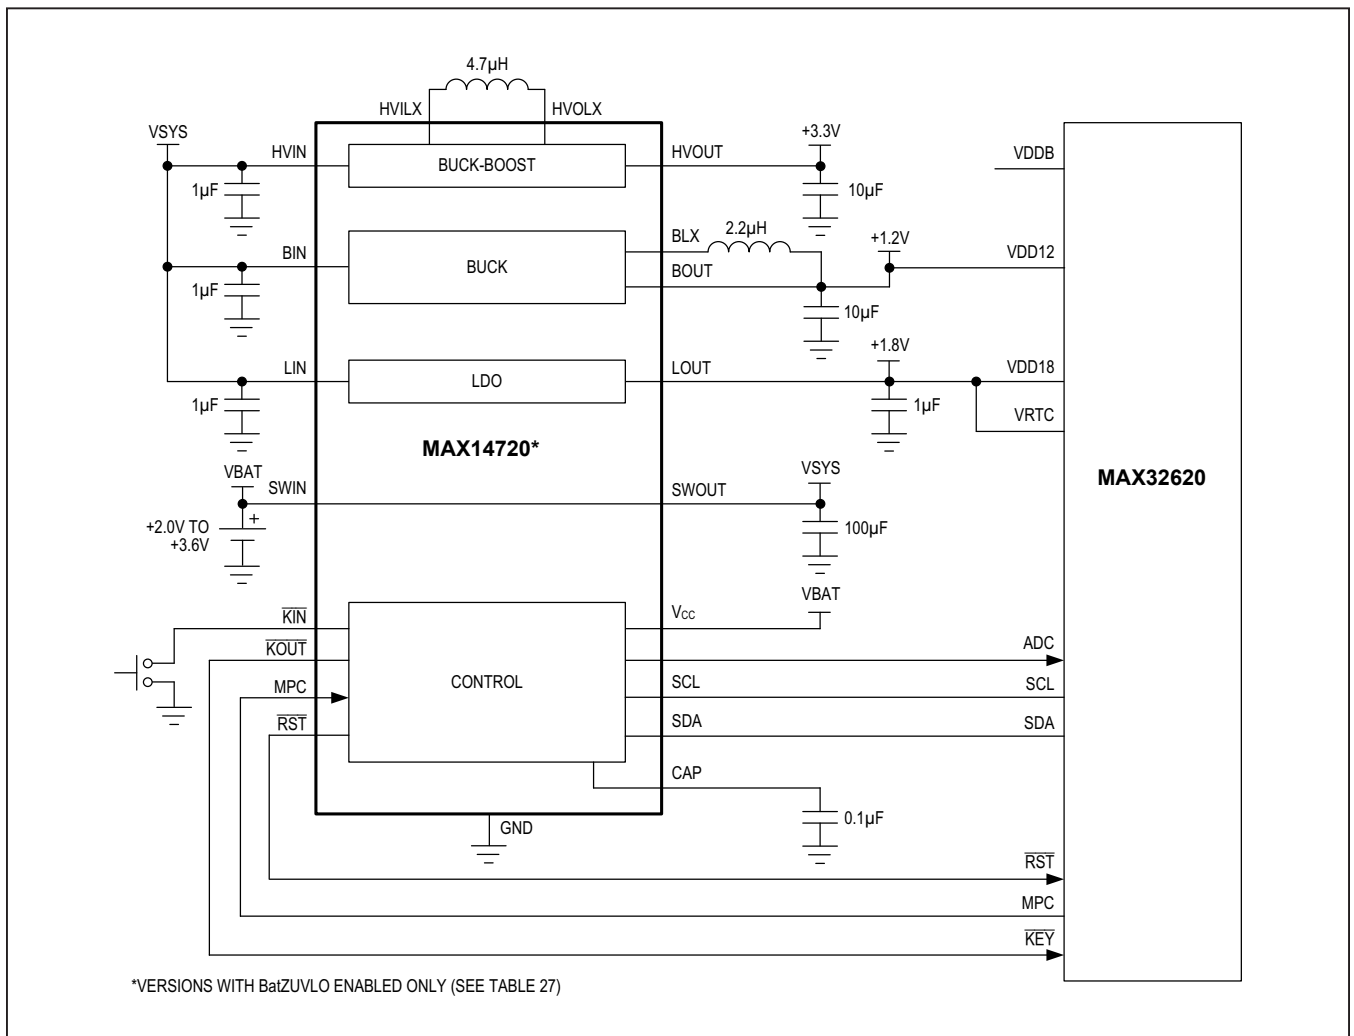 4.7µH
HVILX
HVOLX
VSYS
+3.3V
HVIN
BUCK-BOOST
HVOUT
VDDB
1µF
10µF
2.2µH
BLX
+1.2V
BIN
BUCK
BOUT
VDD12
1µF
10µF
+1.8V
LIN
LDO
LOUT
VDD18
1µF
1µF
VRTC
MAX14720*
VBAT
VSYS
MAX32620
SWIN
SWOUT
+
+2.0V TO
+3.6V
100µF
VBAT
KIN
VCC
KOUT
ADC
MPC
CONTROL
SCL
SCL
RST
SDA
SDA
CAP
0.1µF
GND
RST
MPC
KEY
*VERSIONS WITH BatZUVLO ENABLED ONLY (SEE TABLE 27)